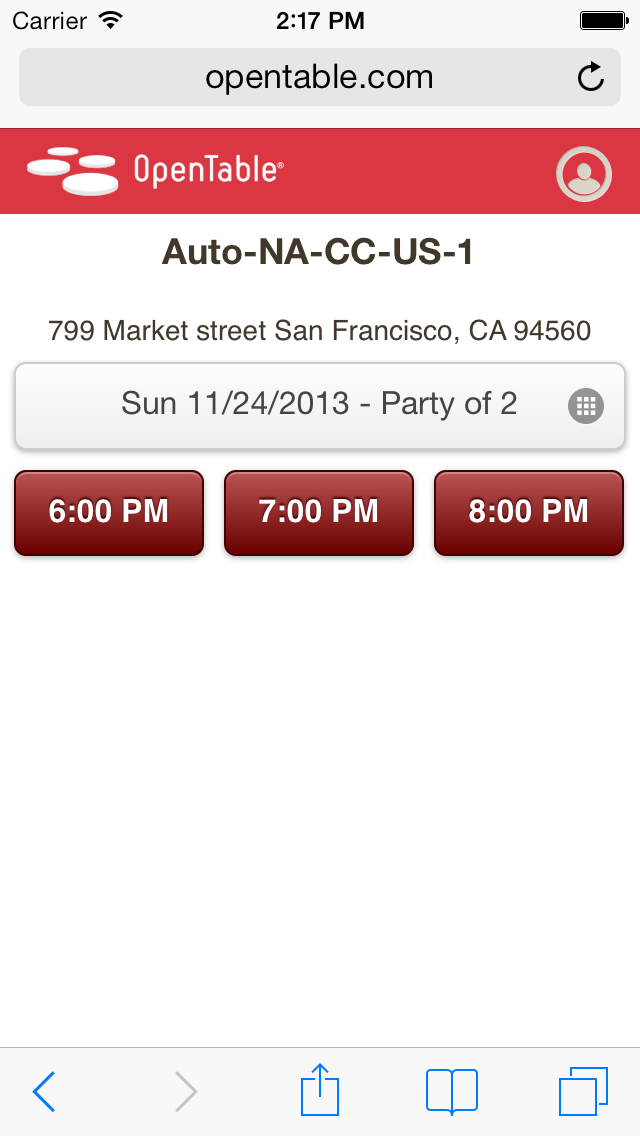 Carrier 2:17 PM
opentable.com
OpenTable®
Auto-NA-CC-US-1
799 Market street San Francisco, CA 94560
Sun 11/24/2013 - Party of 2
6:00 PM 7:00 PM 8:00 PM